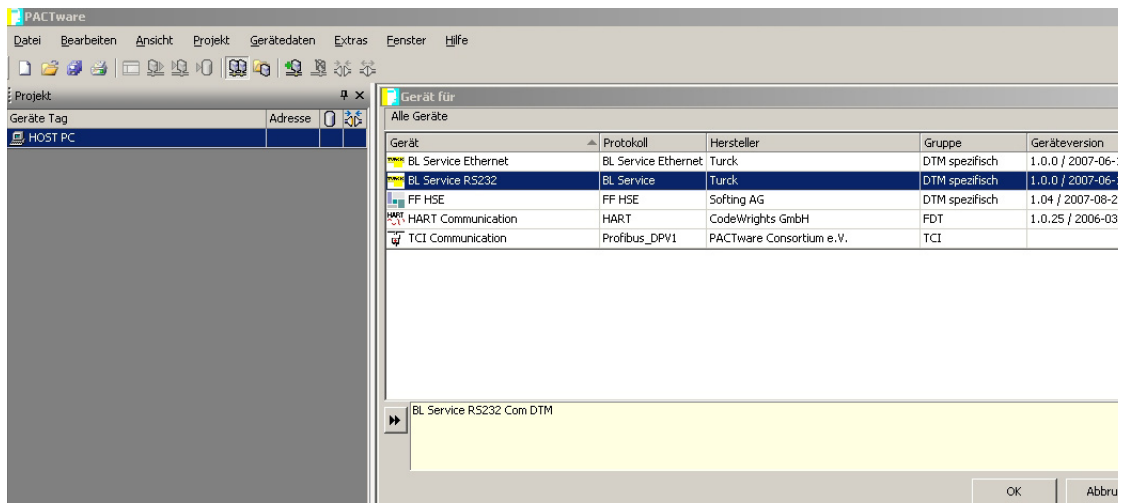 PACTware
Datei Bearbeiten Ansicht Projekt Gerätedaten Extras Fenster Hilfe
Projekt
Geräte Tag Adresse
HOST PC
Gerät für
Alle Geräte
Gerät Protokoll Hersteller Gruppe Geräteversion
BL Service Ethernet BL Service Ethernet Turck DTM spezifisch 1.0.0 / 2007-06-
BL Service RS232 BL Service Turck DTM spezifisch 1.0.0 / 2007-06-
FF HSE FF HSE Softing AG DTM spezifisch 1.04 / 2007-08-2
HART Communication HART CodeWrights GmbH FDT 1.0.25 / 2006-03
TCI Communication Profibus_DPV1 PACTware Consortium e.V. TCI
BL Service RS232 Com DTM
OK Abbru